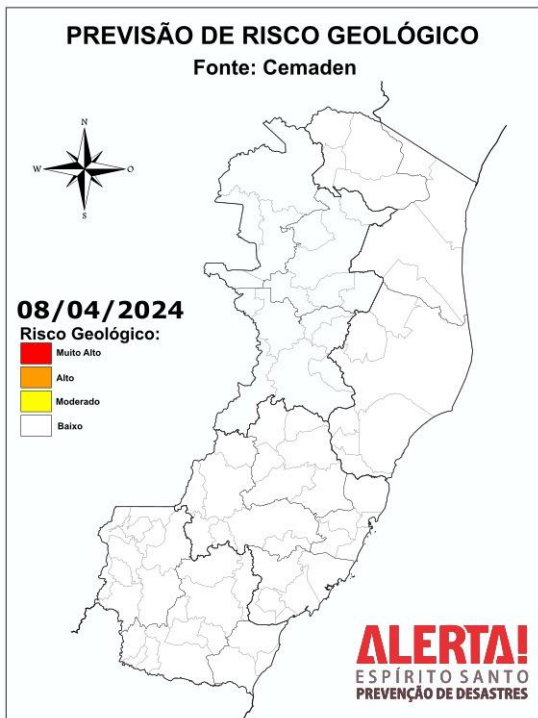 PREVISÃO DE RISCO GEOLÓGICO
Fonte: Cemaden
N
W
O
S
08/04/2024
Risco Geológico:
Muito Alto
Alto
Moderado
Baixo
ALERTA!
ESPÍRITO SANTO
PREVENÇÃO DE DESASTRES